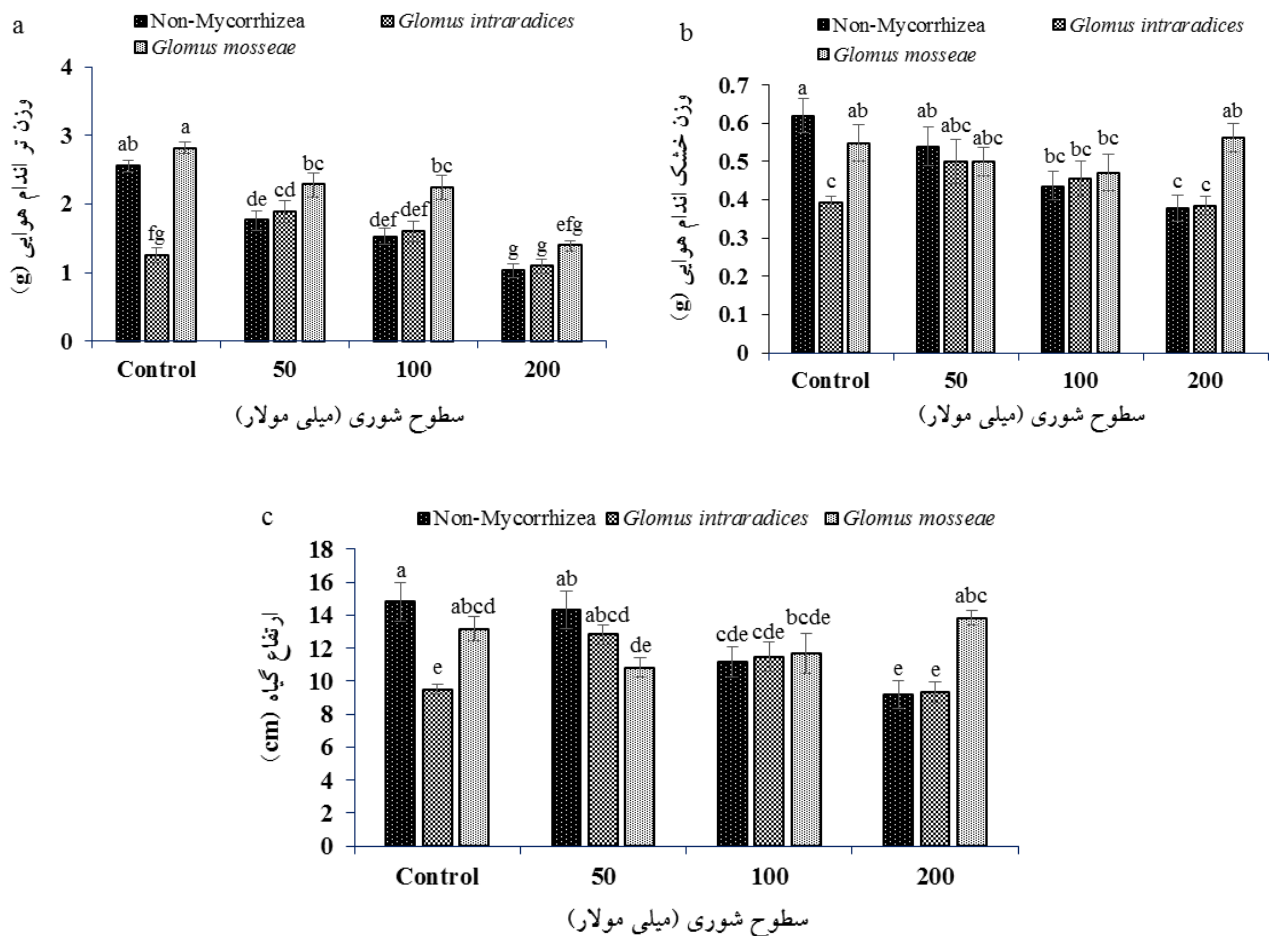 a
Non-Mycorrhizea
Glomus intraradices
Glomus mosseae
وزن تر اندام هوایی (g)
4
3
2
1
0
ab
fg
a
de
cd
bc
def
def
bc
g
g
efg
Control 50 100 200
سطوح شوری (میلی مولار)
b
Non-Mycorrhizea
Glomus intraradices
Glomus mosseae
وزن خشک اندام هوایی (g)
0.7
0.6
0.5
0.4
0.3
0.2
0.1
0
a
c
ab
ab
abc
abc
bc
bc
bc
c
c
ab
Control 50 100 200
سطوح شوری (میلی مولار)
c
Non-Mycorrhizea Glomus intraradices Glomus mosseae
ارتفاع گیاه (cm)
18
16
14
12
10
8
6
4
2
0
a
e
abcd
ab
abcd
de
cde
cde
bcde
e
e
abc
Control 50 100 200
سطوح شوری (میلی مولار)